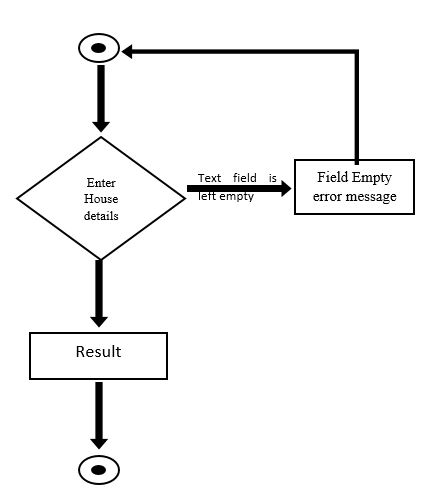 Enter
House
details
Text field is
left empty
Field Empty
error message
Result